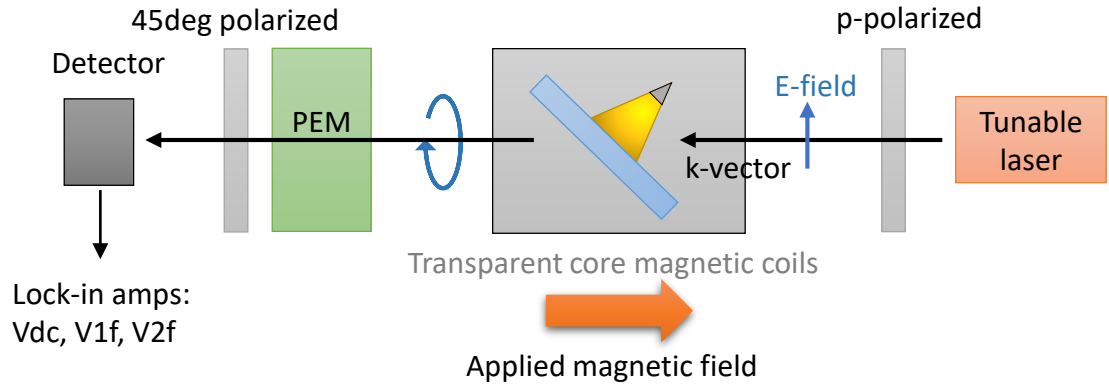 45deg polarized
p-polarized
Detector
E-field
PEM
Tunable
laser
k-vector
Transparent core magnetic coils
Lock-in amps:
Vdc, V1f, V2f
Applied magnetic field